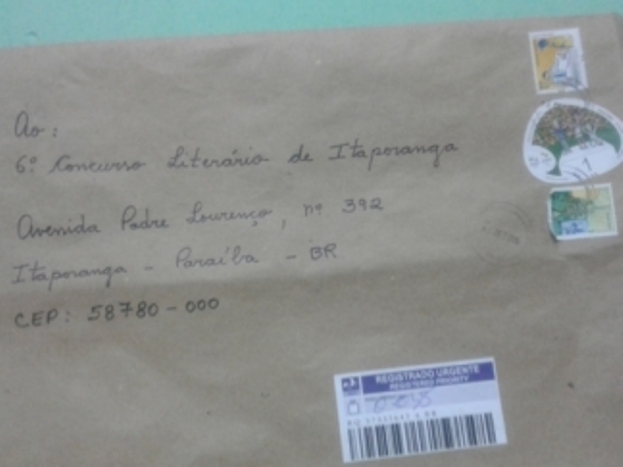 Ao:
6º Concurso Literário de Itaporanga
Avenida Padre Lourenço, nº 392
Itaporanga - Paraíba - BR
CEP: 58780-000
REGISTRADO URGENTE
REGISTERED PRIORITY